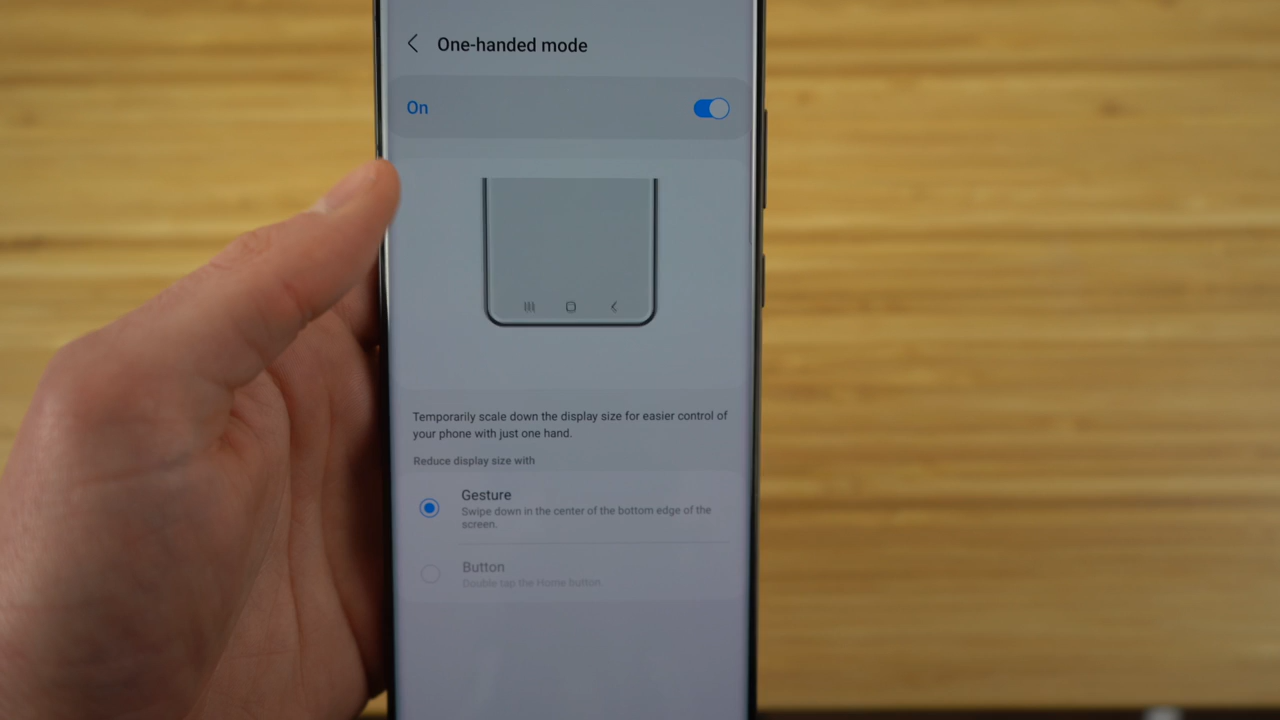 One-handed mode
On
Temporarily scale down the display size for easier control of
your phone with just one hand.
Reduce display size with
Gesture
Swipe down in the center of the bottom edge of the
screen.
Button
Double tap the Home button.